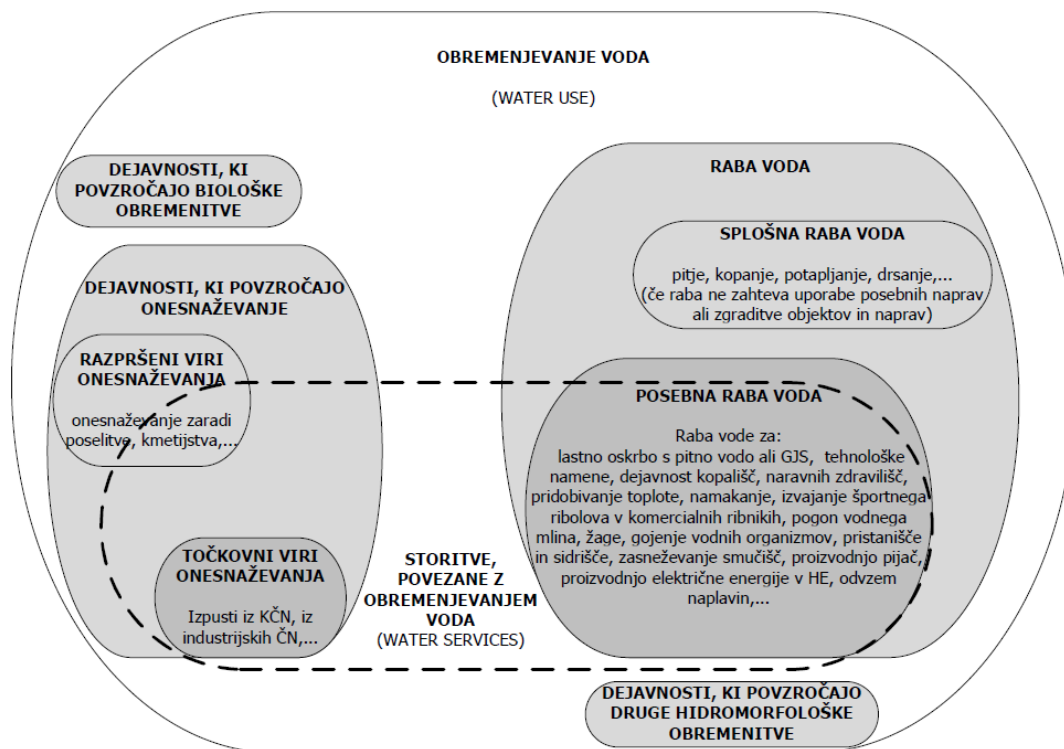 OBREMENJEVANJE VODA
(WATER USE)
DEJAVNOSTI, KI
POVZROČAJO BIOLOŠKE
OBREMENITVE
DEJAVNOSTI, KI POVZROČAJO
ONESNAŽEVANJE
RAZPRŠENI VIRI
ONESNAŽEVANJA
onesnaževanje zaradi
poselitve, kmetijstva,...
TOČKOVNI VIRI
ONESNAŽEVANJA
Izpusti iz KČN, iz
industrijskih ČN,...
STORITVE,
POVEZANE Z
OBREMENJEVANJEM
VODA
(WATER SERVICES)
RABA VODA
SPLOŠNA RABA VODA
pitje, kopanje, potapljanje, drsanje,...
(če raba ne zahteva uporabe posebnih naprav
ali zgraditve objektov in naprav)
POSEBNA RABA VODA
Raba vode za:
lastno oskrbo s pitno vodo ali GJS, tehnološke
namene, dejavnost kopališč, naravnih zdravilišč,
pridobivanje toplote, namakanje, izvajanje športnega
ribolova v komercialnih ribnikih, pogon vodnega
mlina, žage, gojenje vodnih organizmov, pristanišče
in sidrišče, zasneževanje smučišč, proizvodnjo pijač,
proizvodnjo električne energije v HE, odvzem
naplavin,...
DEJAVNOSTI, KI POVZROČAJO
DRUGE HIDROMORFOLOŠKE
OBREMENITVE